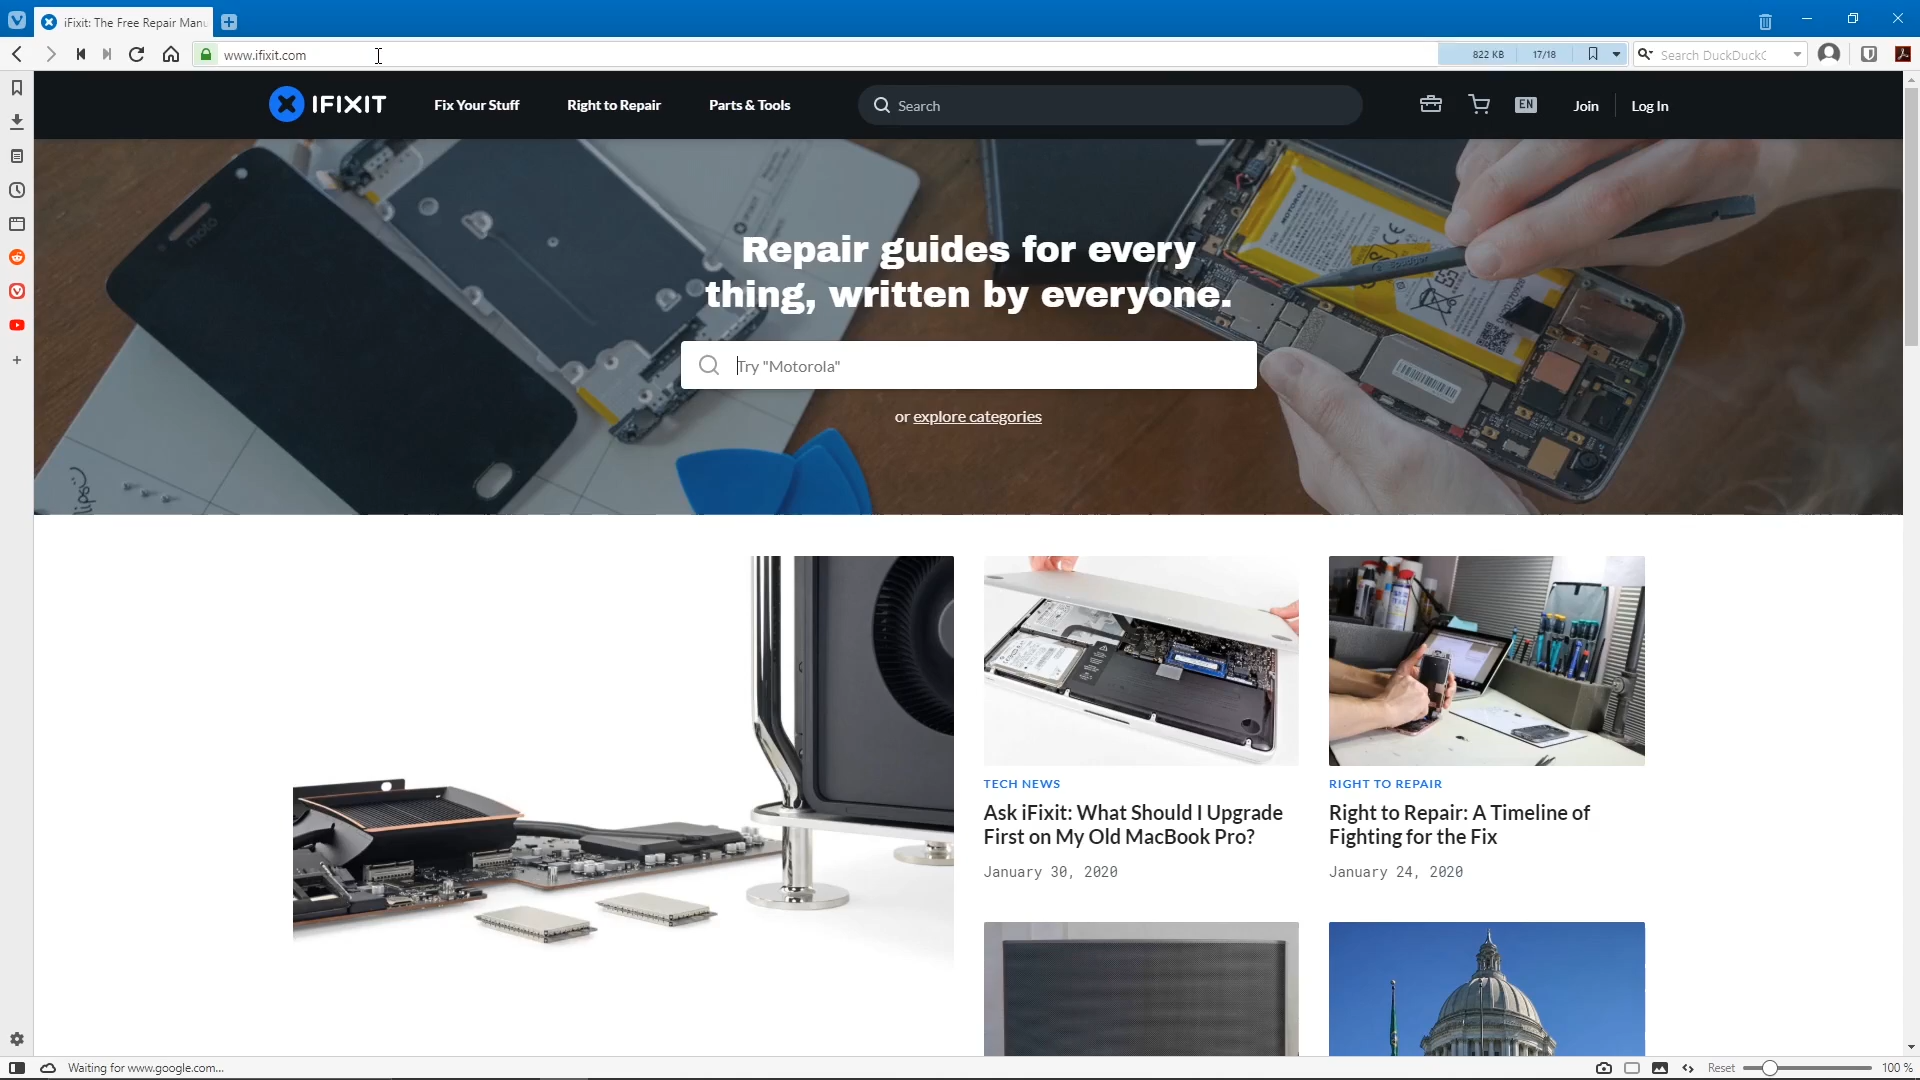 iFixit: The Free Repair Manu
www.ifixit.com
822 KB
17/18
Search DuckDuckG
IFIXIT
Fix Your Stuff
Right to Repair
Parts & Tools
Search
EN
Join
Log In
moto
Repair guides for every
thing, written by everyone.
Try "Motorola"
or explore categories
TECH NEWS
Ask iFixit: What Should I Upgrade
First on My Old MacBook Pro?
January 30, 2020
RIGHT TO REPAIR
Right to Repair: A Timeline of
Fighting for the Fix
January 24, 2020
Waiting for www.google.com...
Reset
100 %